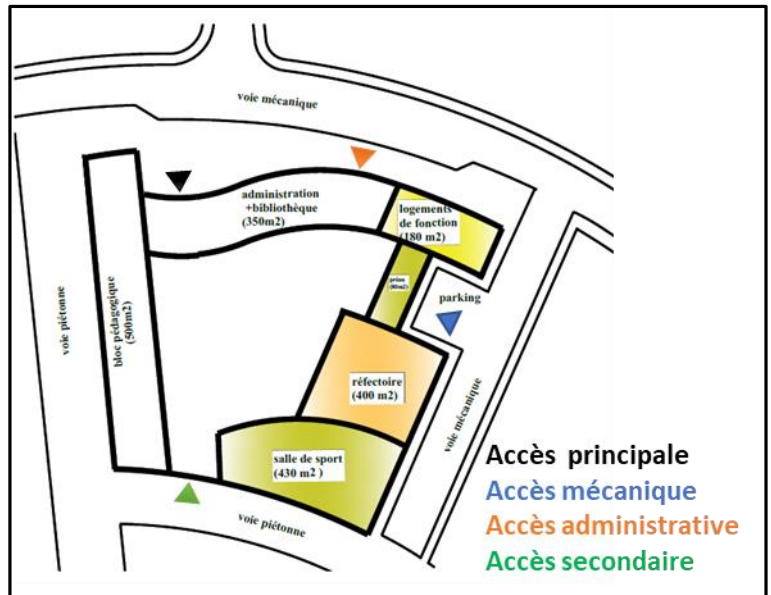 voie mécanique
administration
+bibliothèque
(350m2)
logements
de fonction
(180 m2)
(80m2)
parking
voie piétonne
bloc pédagogique
(500m2)
réfectoire
(400 m2)
voie mécanique
salle de sport
(430 m2 )
voie piétonne
Accès principale
Accès mécanique
Accès administrative
Accès secondaire